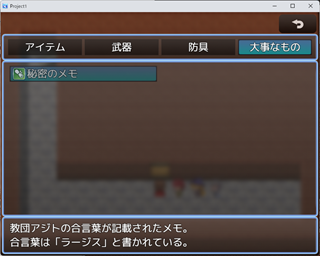 Project1
アイテム
武器
防具
大事なもの
秘密のメモ
教団アジトの合言葉が記載されたメモ。
合言葉は「ラージス」と書かれている。